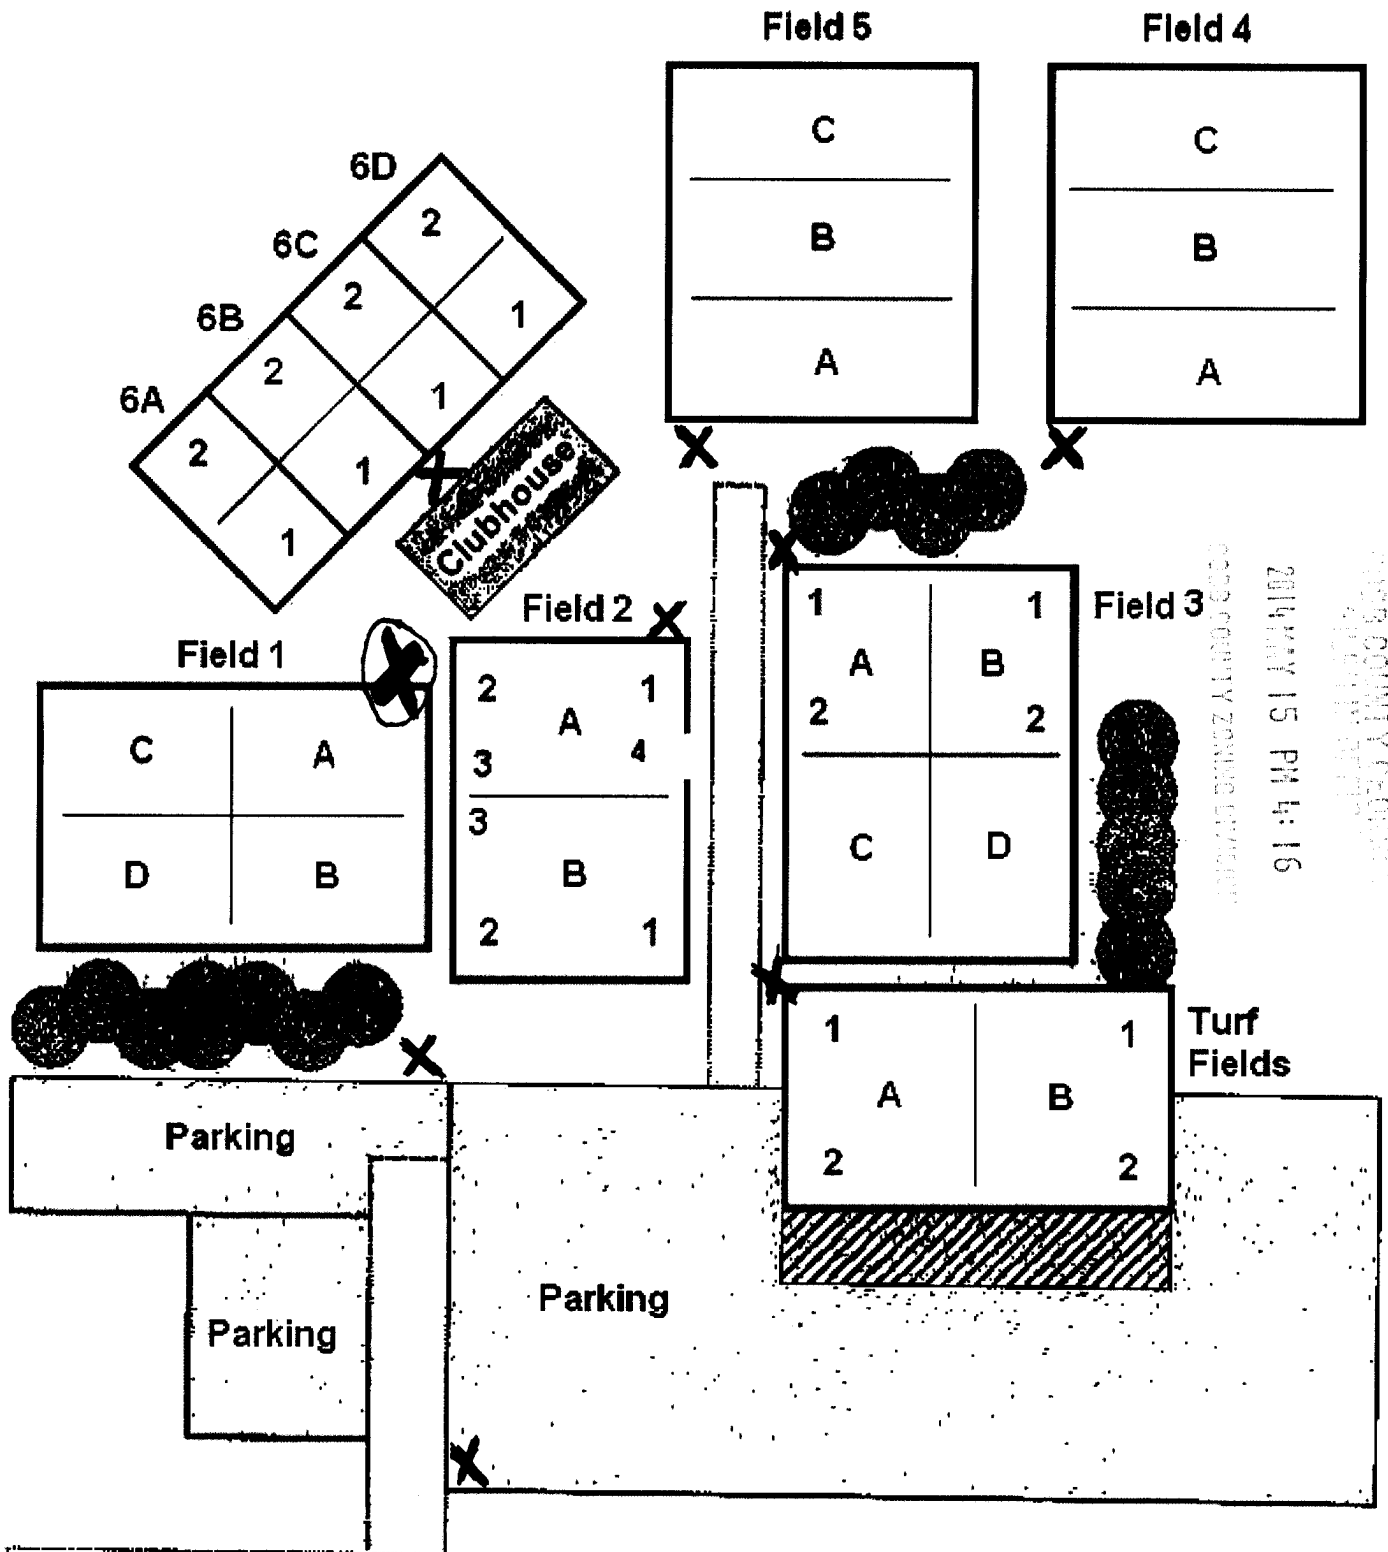 Field 5
Field 4
C
B
A
C
B
A
6D
6C
6B
6A
2
2
2
2
1
1
1
1
Clubhouse
Field 1
C
A
D
B
Field 2
2
1
A
3
4
3
B
2
1
Field 3
1
1
A
B
2
2
C
D
Turf
Fields
1
1
A
B
2
2
Parking
Parking
Parking
2014 MAY 15 PM 4:16
COBB COUNTY ZONING DIVISION